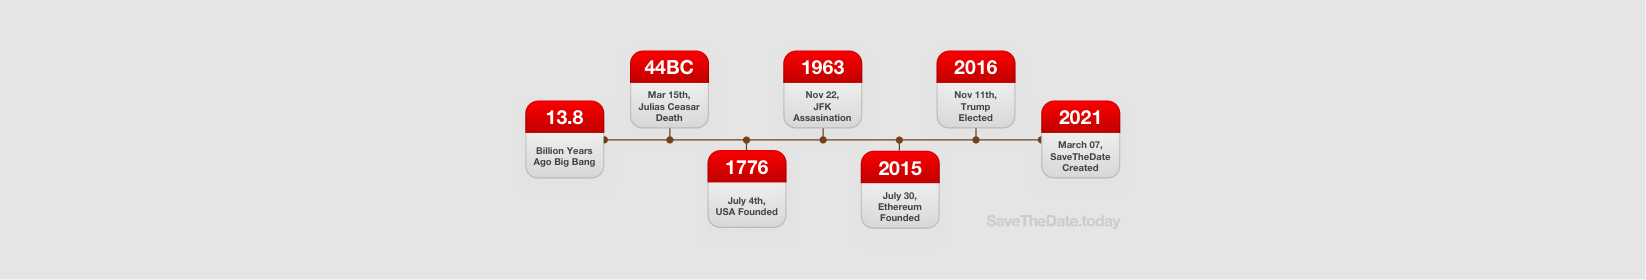 13.8
Billion Years
Ago Big Bang
44BC
Mar 15th,
Julias Ceasar
Death
1776
July 4th,
USA Founded
1963
Nov 22,
JFK
Assasination
2015
July 30,
Ethereum
Founded
2016
Nov 11th,
Trump
Elected
2021
March 07,
SaveTheDate
Created
SaveTheDate.today